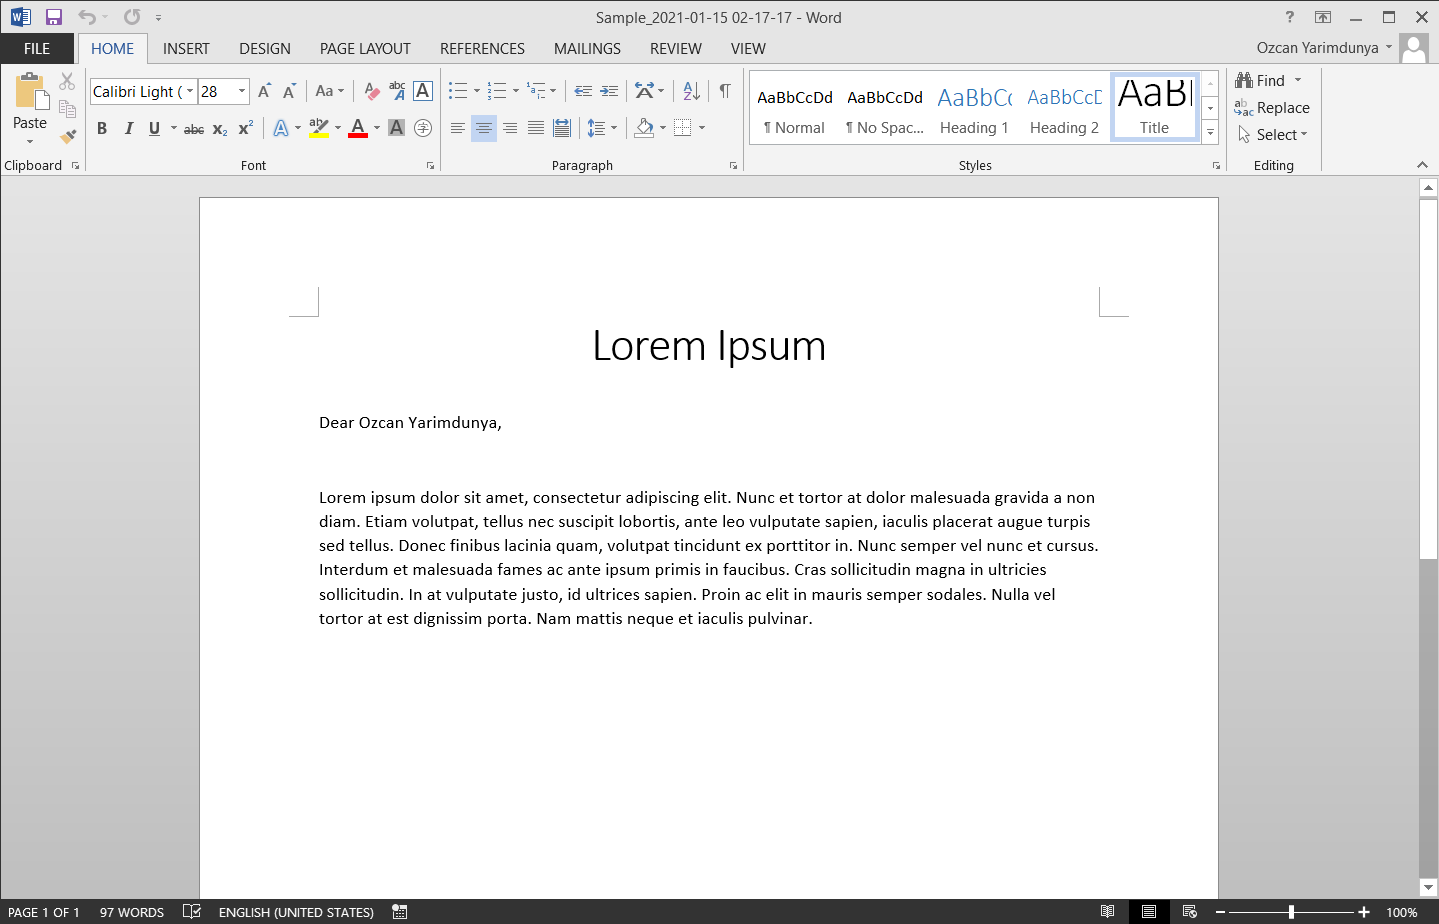 Sample_2021-01-15 02-17-17 - Word
FILE HOME INSERT DESIGN PAGE LAYOUT REFERENCES MAILINGS REVIEW VIEW Ozcan Yarimdunya
Paste
Calibri Light ( 28 Aa
AaBbCcDd AaBbCcDd AaBbCc AaBbCcD AaB
¶ Normal ¶ No Spac... Heading 1 Heading 2 Title
Find
Replace
Select
Clipboard Font Paragraph Styles Editing
Lorem Ipsum
Dear Ozcan Yarimdunya,
Lorem ipsum dolor sit amet, consectetur adipiscing elit. Nunc et tortor at dolor malesuada gravida a non
diam. Etiam volutpat, tellus nec suscipit lobortis, ante leo vulputate sapien, iaculis placerat augue turpis
sed tellus. Donec finibus lacinia quam, volutpat tincidunt ex porttitor in. Nunc semper vel nunc et cursus.
Interdum et malesuada fames ac ante ipsum primis in faucibus. Cras sollicitudin magna in ultricies
sollicitudin. In at vulputate justo, id ultrices sapien. Proin ac elit in mauris semper sodales. Nulla vel
tortor at est dignissim porta. Nam mattis neque et iaculis pulvinar.
PAGE 1 OF 1 97 WORDS ENGLISH (UNITED STATES) 100%